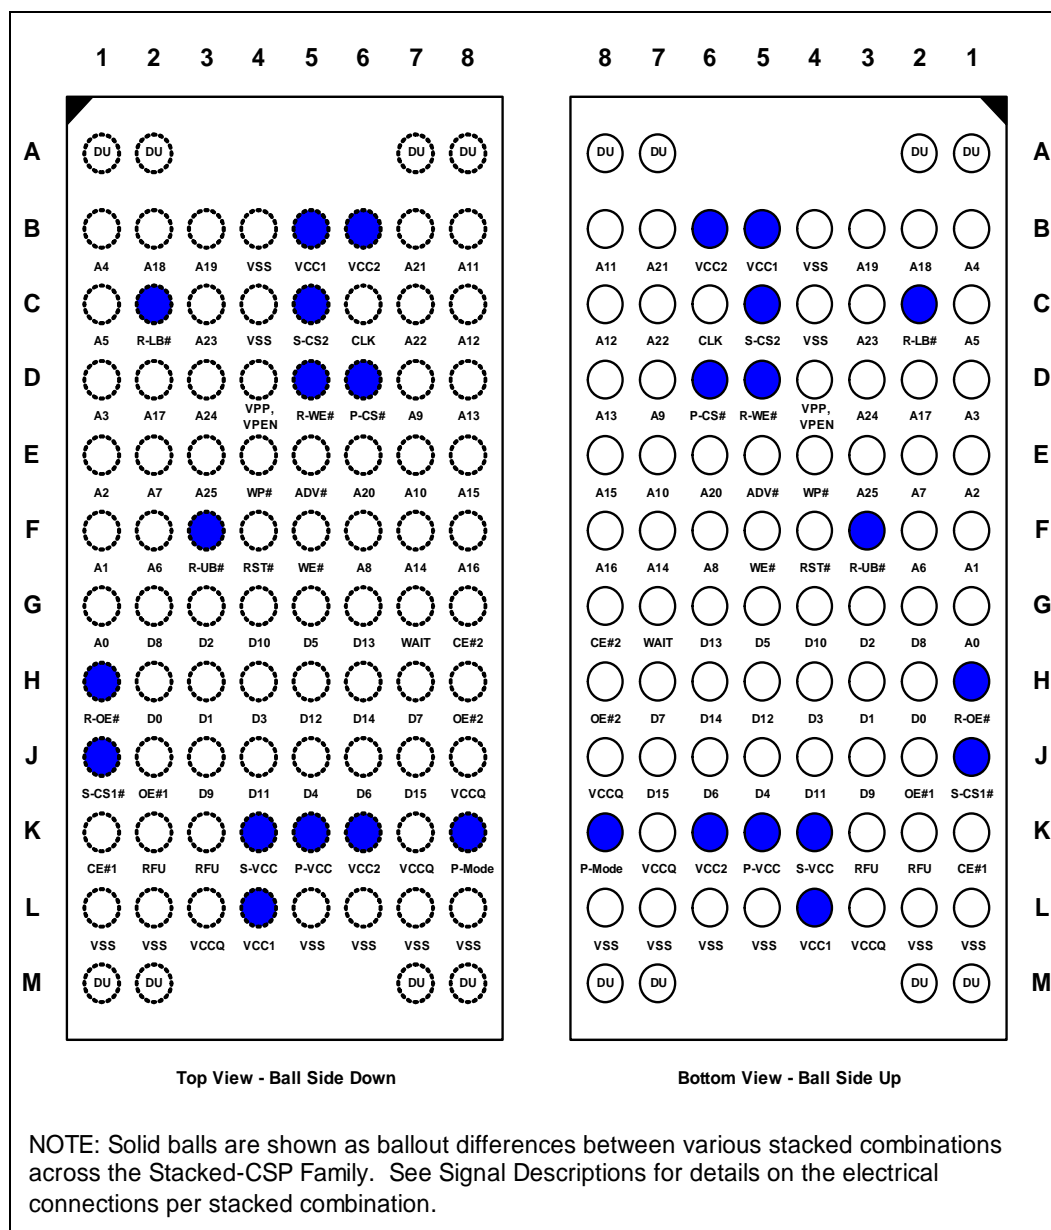 1 2 3 4 5 6 7 8 8 7 6 5 4 3 2 1
A DU DU DU DU DU DU DU DU A
B B
A4 A18 A19 VSS VCC1 VCC2 A21 A11 A11 A21 VCC2 VCC1 VSS A19 A18 A4
C C
A5 R-LB# A23 VSS S-CS2 CLK A22 A12 A12 A22 CLK S-CS2 VSS A23 R-LB# A5
D D
A3 A17 A24 VPP, VPEN R-WE# P-CS# A9 A13 A13 A9 P-CS# R-WE# VPP, VPEN A24 A17 A3
E E
A2 A7 A25 WP# ADV# A20 A10 A15 A15 A10 A20 ADV# WP# A25 A7 A2
F F
A1 A6 R-UB# RST# WE# A8 A14 A16 A16 A14 A8 WE# RST# R-UB# A6 A1
G G
A0 D8 D2 D10 D5 D13 WAIT CE#2 CE#2 WAIT D13 D5 D10 D2 D8 A0
H H
R-OE# D0 D1 D3 D12 D14 D7 OE#2 OE#2 D7 D14 D12 D3 D1 D0 R-OE#
J J
S-CS1# OE#1 D9 D11 D4 D6 D15 VCCQ VCCQ D15 D6 D4 D11 D9 OE#1 S-CS1#
K K
CE#1 RFU RFU S-VCC P-VCC VCC2 VCCQ P-Mode P-Mode VCCQ VCC2 P-VCC S-VCC RFU RFU CE#1
L L
VSS VSS VCCQ VCC1 VSS VSS VSS VSS VSS VSS VSS VSS VCC1 VCCQ VSS VSS
M DU DU DU DU DU DU DU DU M
Top View - Ball Side Down Bottom View - Ball Side Up
NOTE: Solid balls are shown as ballout differences between various stacked combinations
across the Stacked-CSP Family. See Signal Descriptions for details on the electrical
connections per stacked combination.